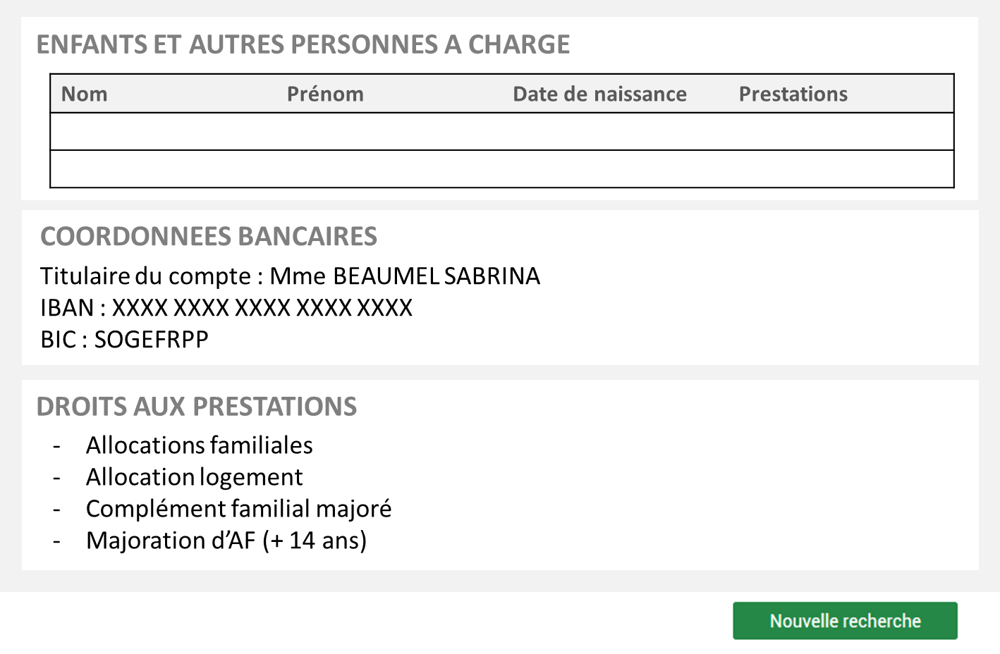 ENFANTS ET AUTRES PERSONNES A CHARGE
Nom Prénom Date de naissance Prestations
COORDONNEES BANCAIRES
Titulaire du compte : Mme BEAUMEL SABRINA
IBAN : XXXX XXXX XXXX XXXX XXXX
BIC : SOGEFRPP
DROITS AUX PRESTATIONS
- Allocations familiales
- Allocation logement
- Complément familial majoré
- Majoration d’AF (+ 14 ans)
Nouvelle recherche